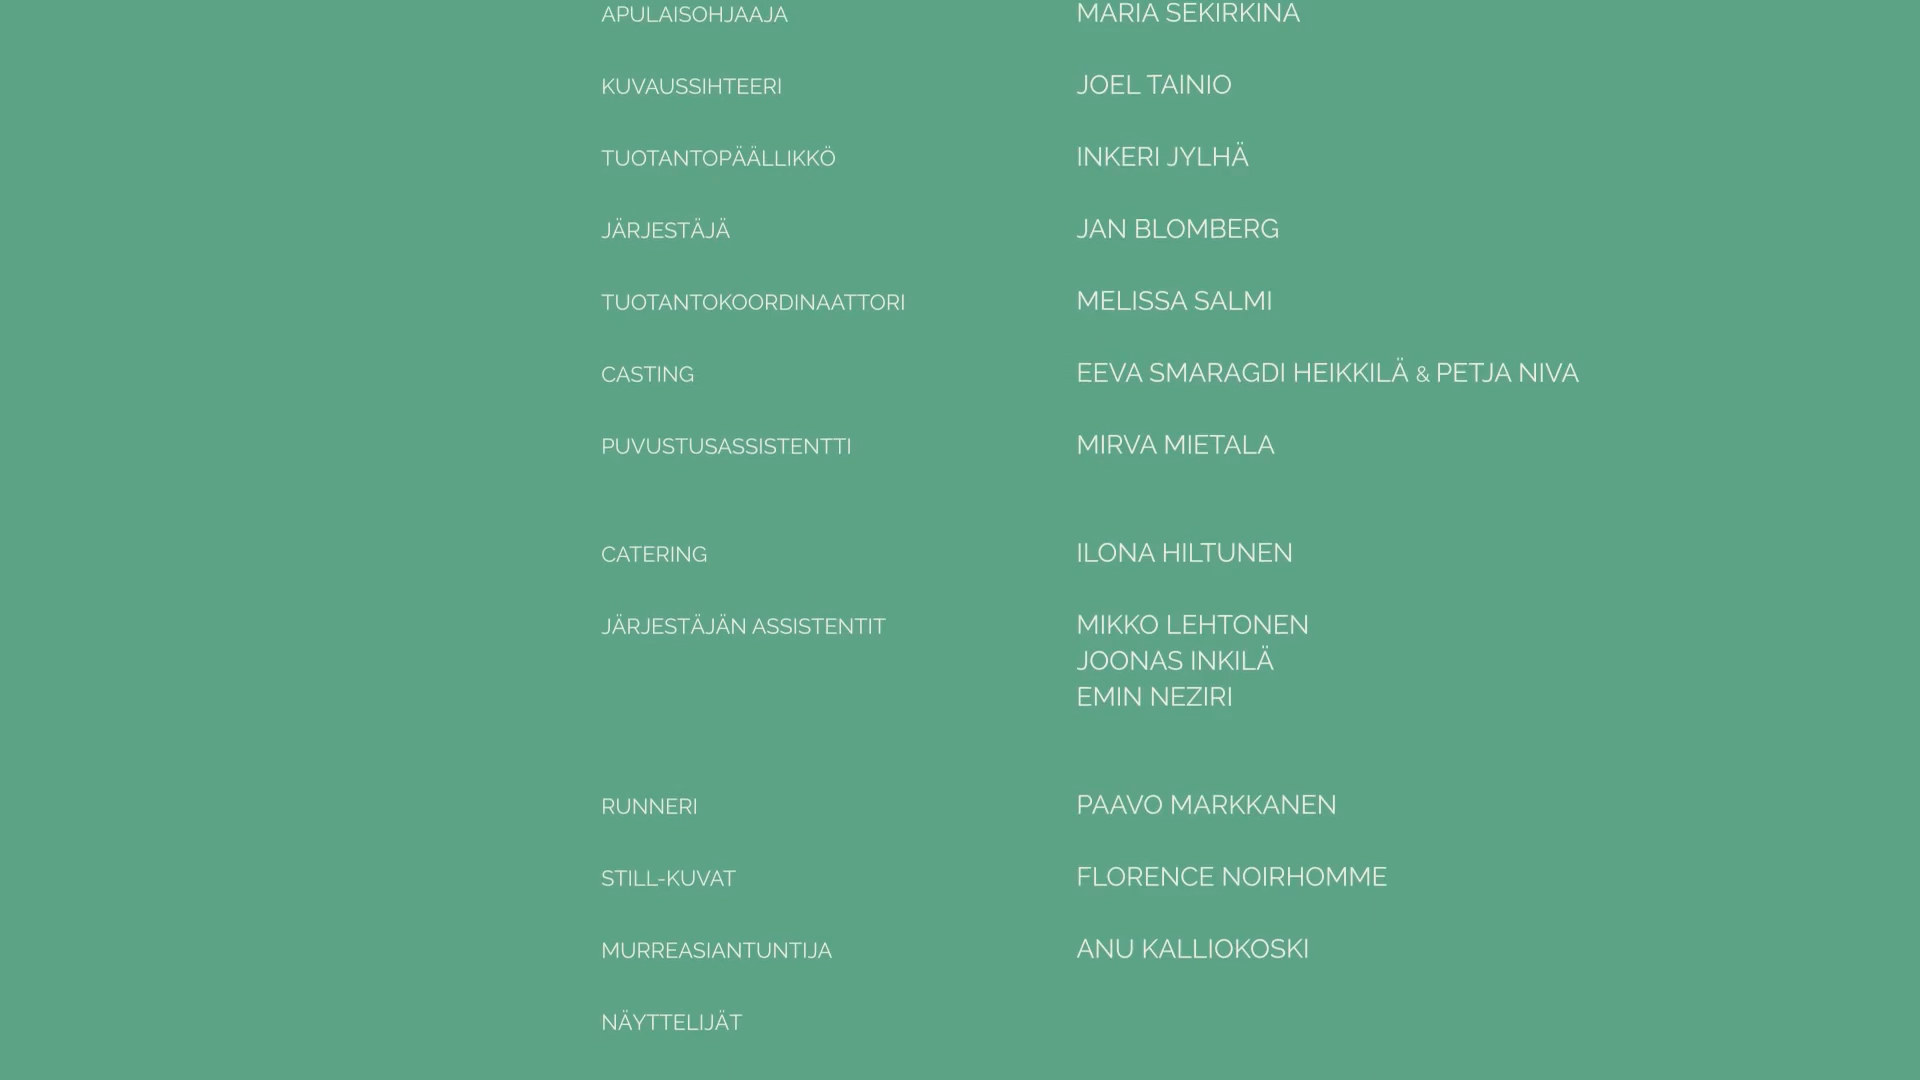 APULAISOHJAAJA MARIA SEKIRKINA
KUVAUSSIHTEERI JOEL TAINIO
TUOTANTOPÄÄLLIKKÖ INKERI JYLHÄ
JÄRJESTÄJÄ JAN BLOMBERG
TUOTANTOKOORDINAATTORI MELISSA SALMI
CASTING EEVA SMARAGDI HEIKKILÄ & PETJA NIVA
PUVUSTUSASSISTENTTI MIRVA MIETALA
CATERING ILONA HILTUNEN
JÄRJESTÄJÄN ASSISTENTIT MIKKO LEHTONEN
JOONAS INKILÄ
EMIN NEZIRI
RUNNERI PAAVO MARKKANEN
STILL-KUVAT FLORENCE NOIRHOMME
MURREASIANTUNTIJA ANU KALLIOKOSKI
NÄYTTELIJÄT